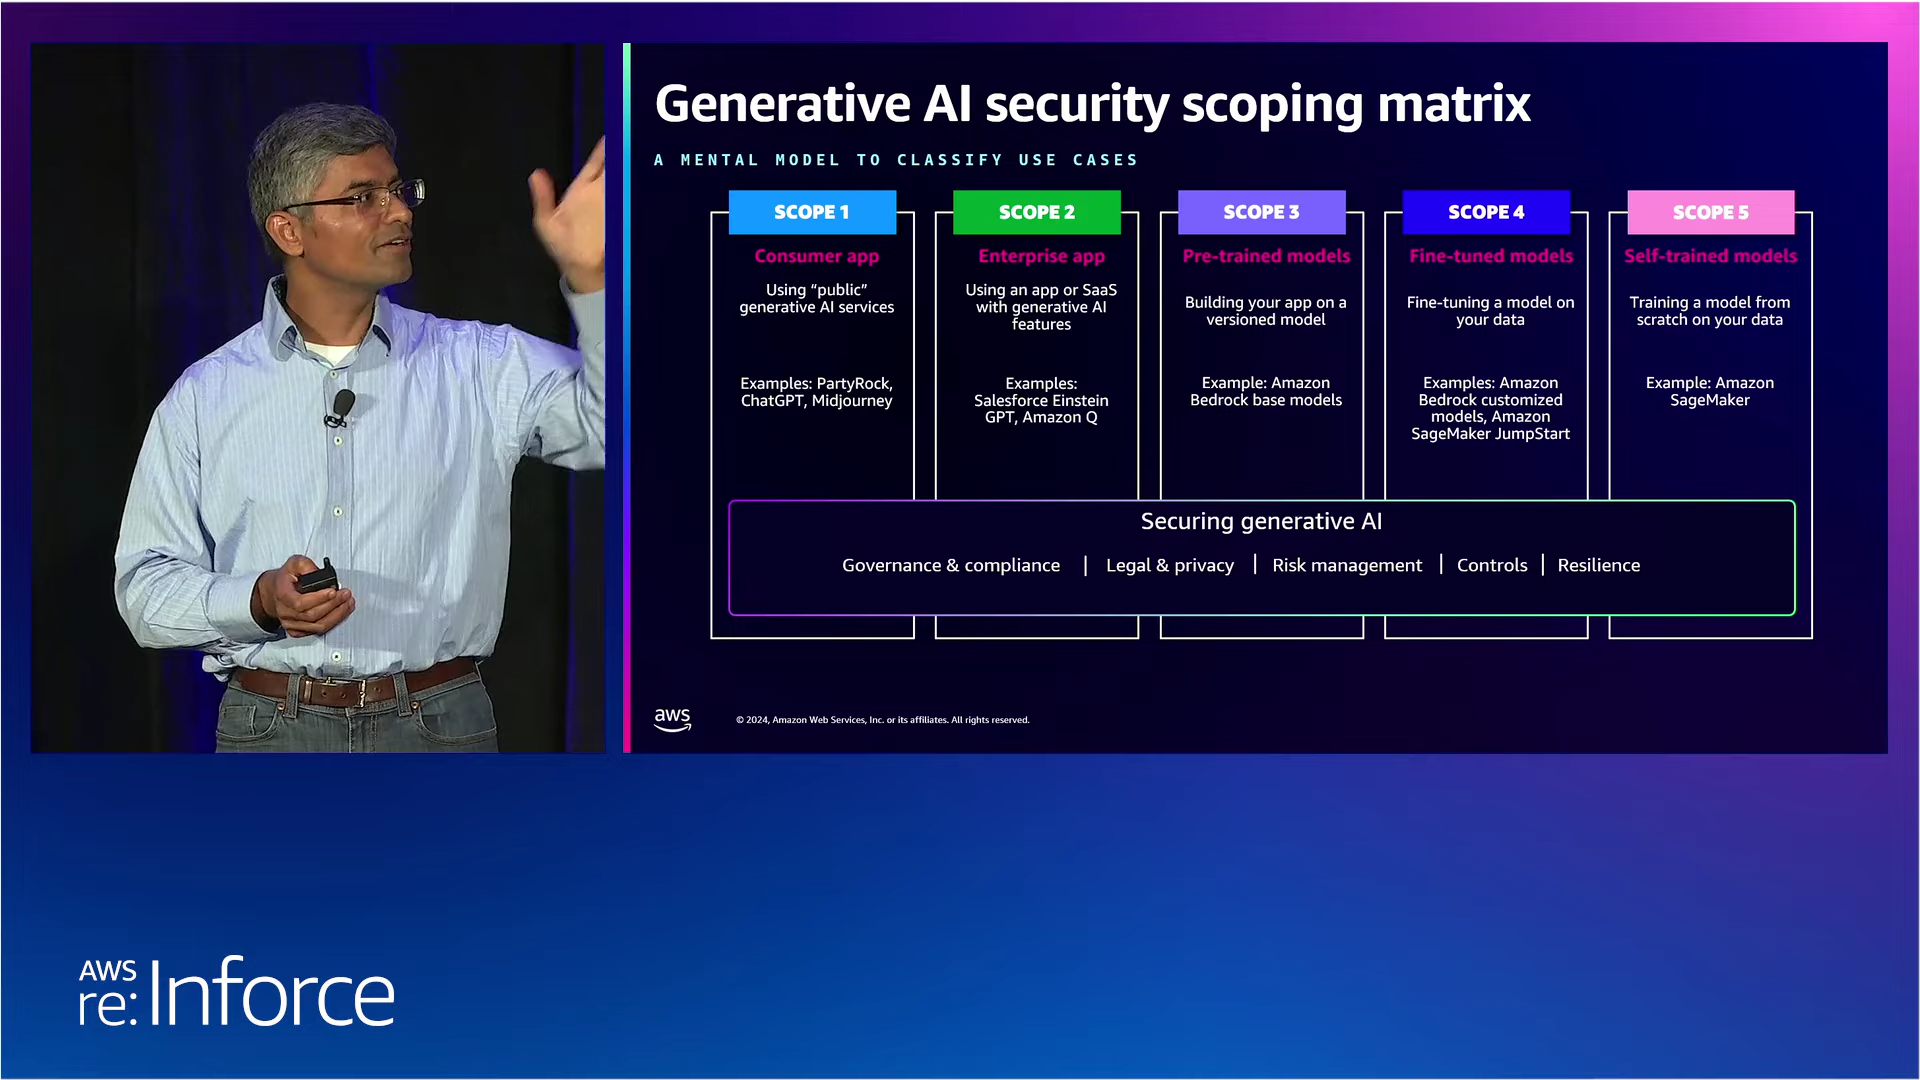 Generative AI security scoping matrix
A MENTAL MODEL TO CLASSIFY USE CASES
SCOPE 1
Consumer app
Using “public”
generative AI services
Examples: PartyRock,
ChatGPT, Midjourney
SCOPE 2
Enterprise app
Using an app or SaaS
with generative AI
features
Examples:
Salesforce Einstein
GPT, Amazon Q
SCOPE 3
Pre-trained models
Building your app on a
versioned model
Example: Amazon
Bedrock base models
SCOPE 4
Fine-tuned models
Fine-tuning a model on
your data
Examples: Amazon
Bedrock customized
models, Amazon
SageMaker JumpStart
SCOPE 5
Self-trained models
Training a model from
scratch on your data
Example: Amazon
SageMaker
Securing generative AI
Governance & compliance | Legal & privacy | Risk management | Controls | Resilience
aws
© 2024, Amazon Web Services, Inc. or its affiliates. All rights reserved.
AWS
re:Inforce